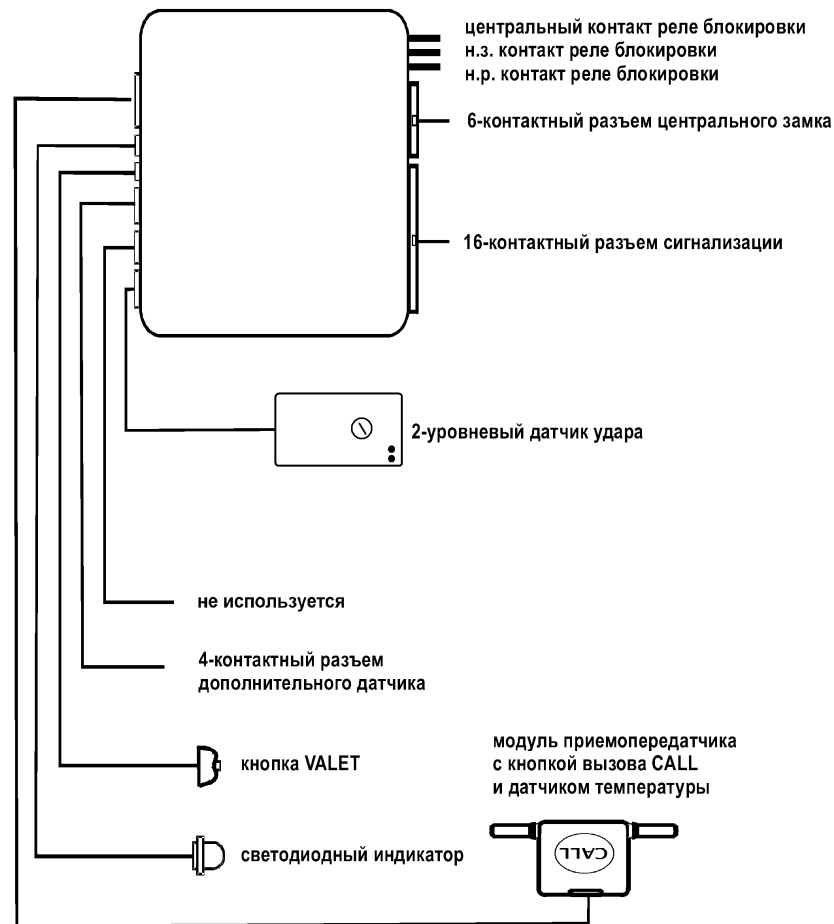 центральный контакт реле блокировки
н.з. контакт реле блокировки
н.р. контакт реле блокировки
6-контактный разъем центрального замка
16-контактный разъем сигнализации
2-уровневый датчик удара
не используется
4-контактный разъем
дополнительного датчика
кнопка VALET
модуль приемопередатчика
с кнопкой вызова CALL
и датчиком температуры
CALL
светодиодный индикатор